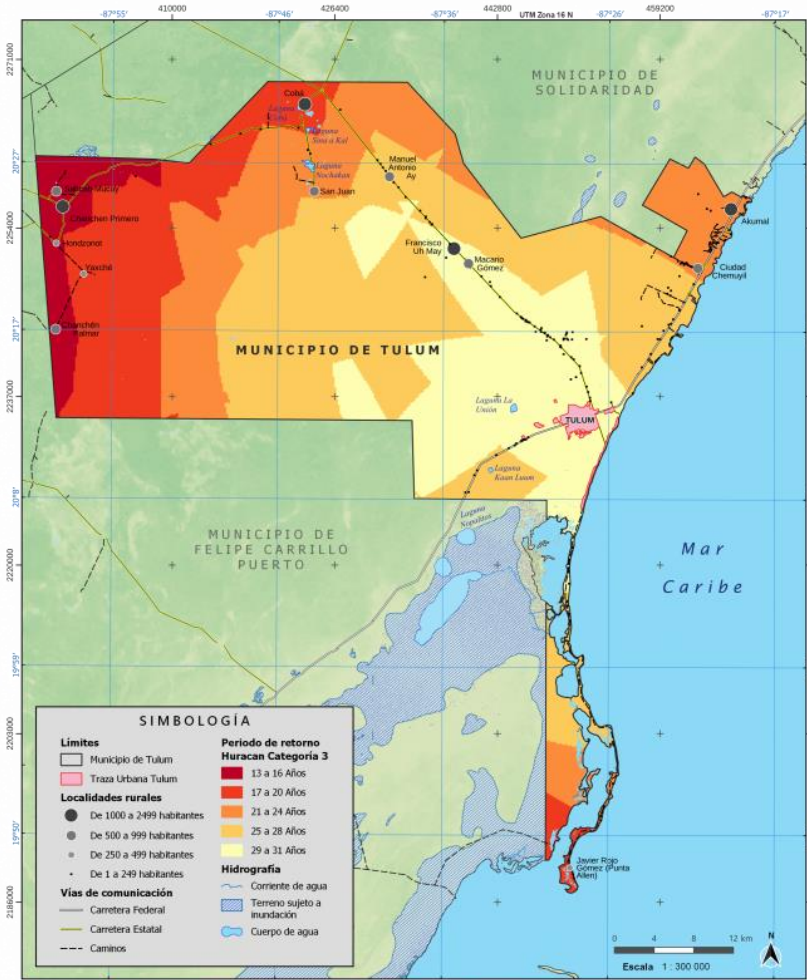 -87°55'
410000
-87°46'
426400
-87°36'
442800
UTM Zona 16 N
-87°26'
459200
-87°17'
2271000
20°27'
2254000
20°17'
2237000
20°8'
2220000
19°59'
2203000
19°50'
2186000
MUNICIPIO DE
SOLIDARIDAD
Cobá
Laguna
Cobá
Laguna
Sina a Kal
Laguna
Nochakan
San Juan
Manuel
Antonio
Ay
Chanchen Primero
Hondzonot
Yaxché
Chanchén
Palmar
Francisco
Uh May
Macario
Gómez
Akumal
Ciudad
Chemuyil
MUNICIPIO DE TULUM
Laguna La
Unión
TULUM
Laguna
Kaan Luum
Laguna
MUNICIPIO DE
FELIPE CARRILLO
PUERTO
Mar
Caribe
Javier Rojo
Gómez (Punta
Allen)
SIMBOLOGÍA
Límites
Municipio de Tulum
Traza Urbana Tulum
Localidades rurales
De 1000 a 2499 habitantes
De 500 a 999 habitantes
De 250 a 499 habitantes
De 1 a 249 habitantes
Vías de comunicación
Carretera Federal
Carretera Estatal
Caminos
Periodo de retorno
Huracan Categoría 3
13 a 16 Años
17 a 20 Años
21 a 24 Años
25 a 28 Años
29 a 31 Años
Hidrografía
Corriente de agua
Terreno sujeto a
inundación
Cuerpo de agua
0 4 8 12 km
Escala 1 : 300 000
N